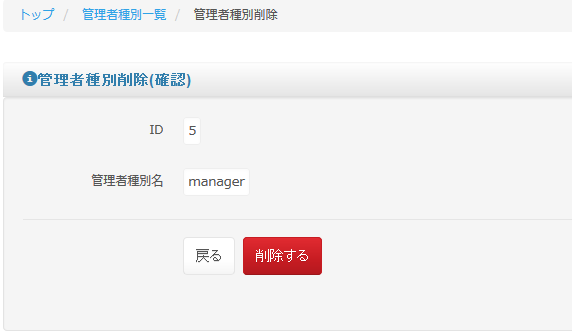 トップ / 管理者種別一覧 / 管理者種別削除
管理者種別削除(確認)
ID 5
管理者種別名 manager
戻る 削除する